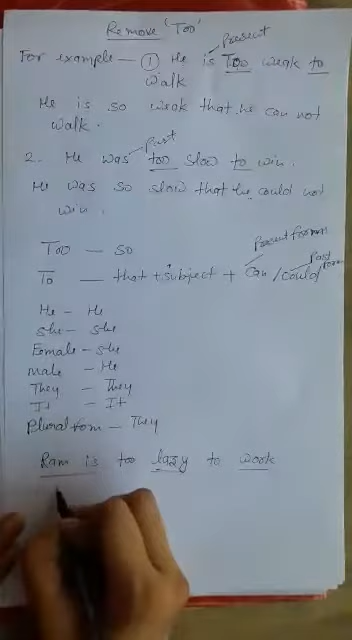 Remove 'Too'
Present
For example — ① He is Too weak to
walk
He is so weak that he can not
walk.
Past
2. He was too slow to win.
He was so slow that he could not
win.
Too — so
Present form
Past form
To — that + subject + can / could
He - He
She - She
Female - She
Male - He
They - They
It - It
Plural form - They
Ram is too lazy to work